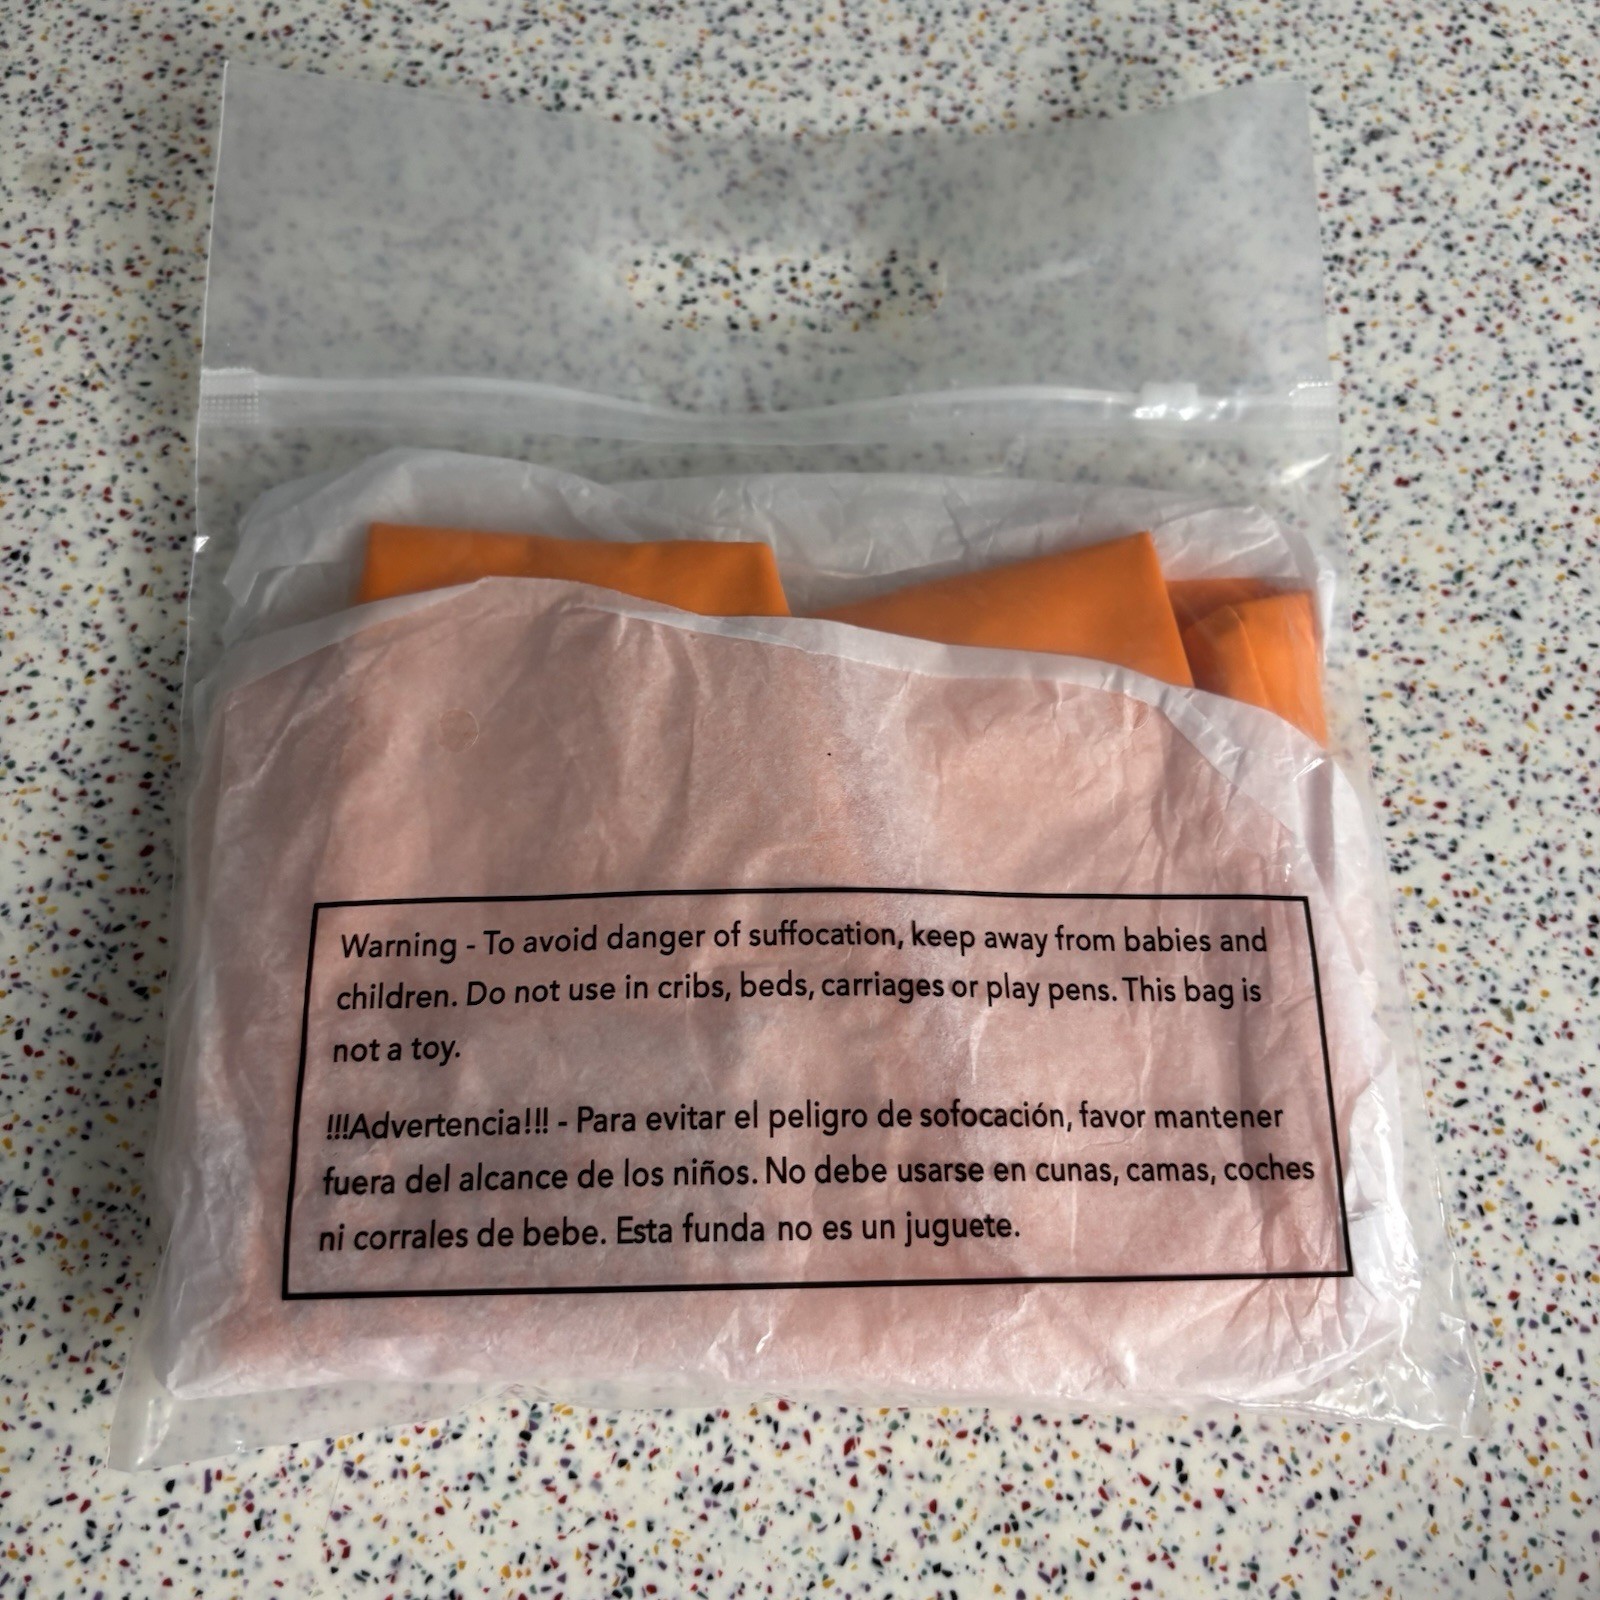 Warning - To avoid danger of suffocation, keep away from babies and
children. Do not use in cribs, beds, carriages or play pens. This bag is
not a toy.
!!!Advertencia!!! - Para evitar el peligro de sofocación, favor mantener
fuera del alcance de los niños. No debe usarse en cunas, camas, coches
ni corrales de bebe. Esta funda no es un juguete.